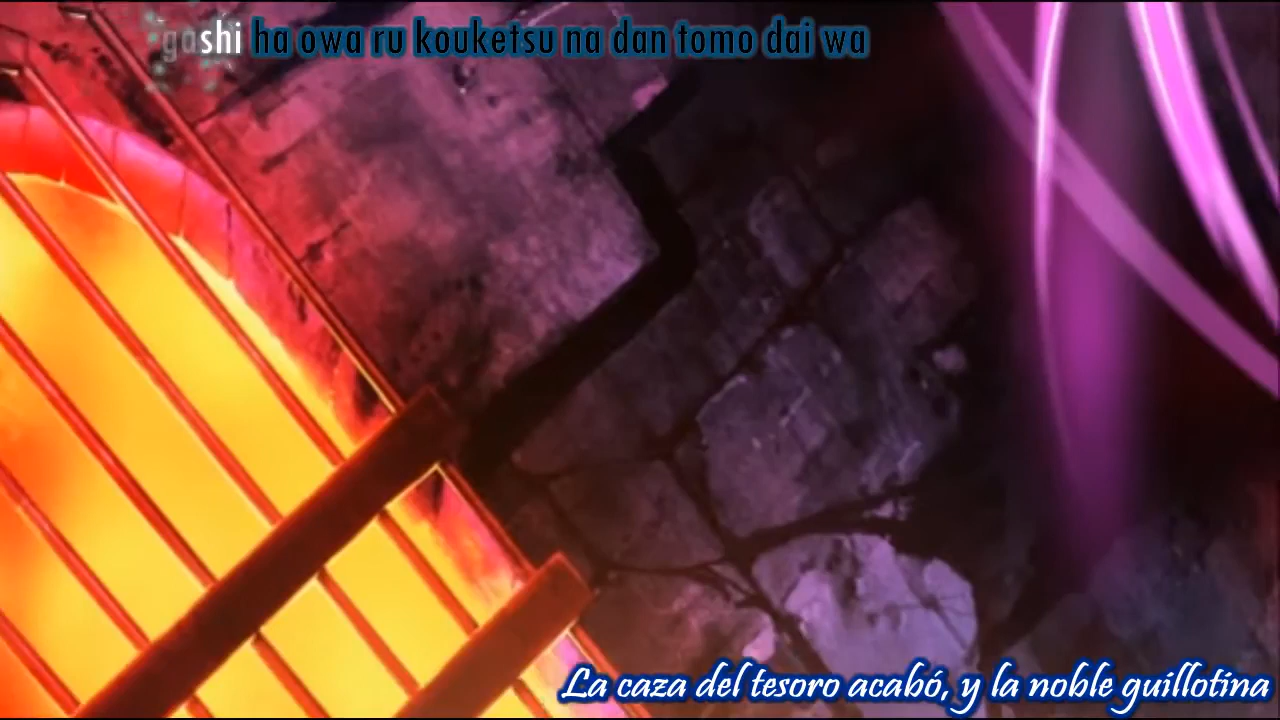 gashi ha owa ru kouketsu na dan tomo dai wa
La caza del tesoro acabó, y la noble guillotina